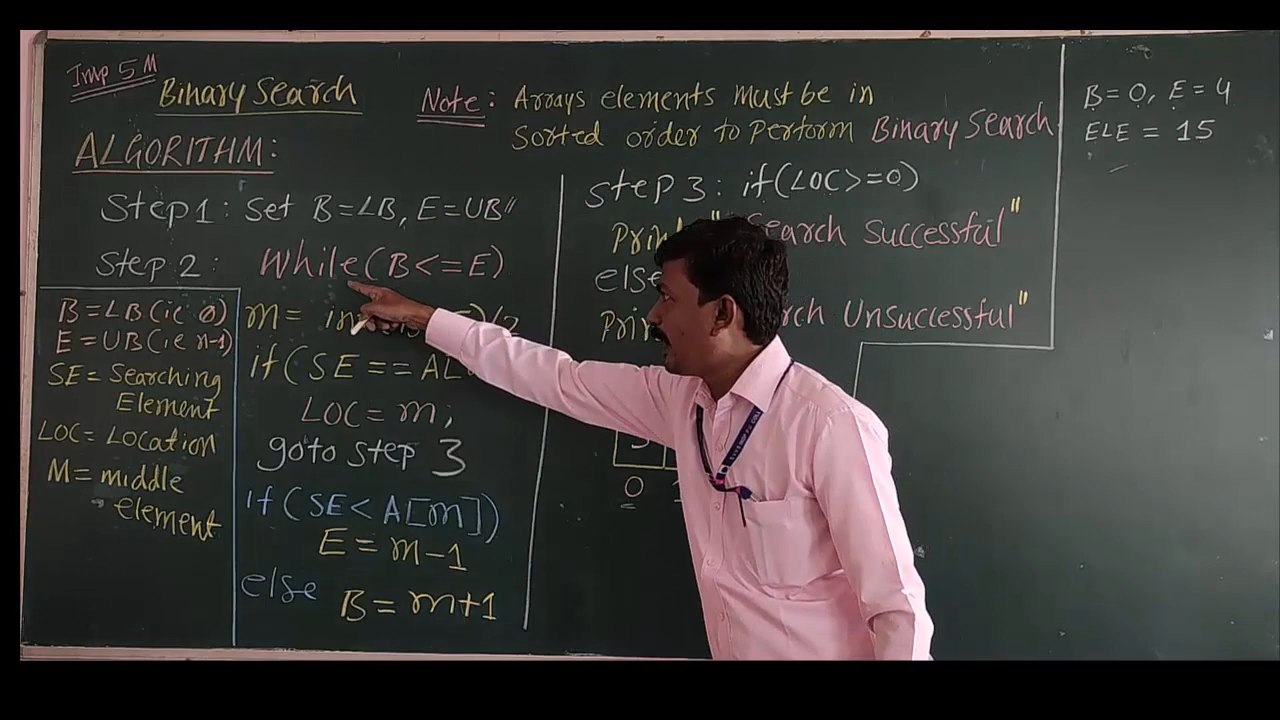 Imp 5 M
Binary Search
Note: Arrays elements must be in
sorted order to Perform Binary Search
ALGORITHM:
Step 1: Set B=LB, E=UB
Step 2: While(B<=E)
m =
if( SE ==
LOC = m;
goto step 3
if( SE < A[m])
E = m-1
else B = m+1
B=LB(ie 0)
E = UB(ie n-1)
SE = Searching
Element
LOC = Location
M = middle
element
Step 3: if(LOC>=0)
Search Successful"
else
Unsuccessful"
0
B=0, E=4
ELE = 15